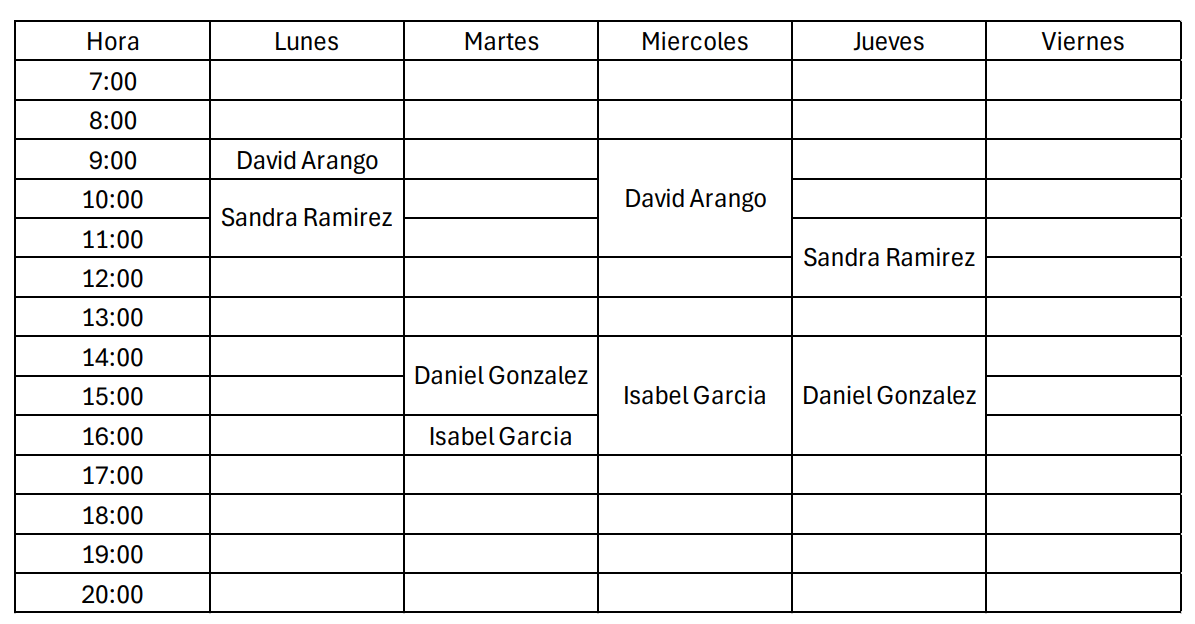 Hora Lunes Martes Miercoles Jueves Viernes
7:00
8:00
9:00 David Arango
10:00 Sandra Ramirez David Arango
11:00
12:00 Sandra Ramirez
13:00
14:00
15:00 Daniel Gonzalez Isabel Garcia Daniel Gonzalez
16:00 Isabel Garcia
17:00
18:00
19:00
20:00